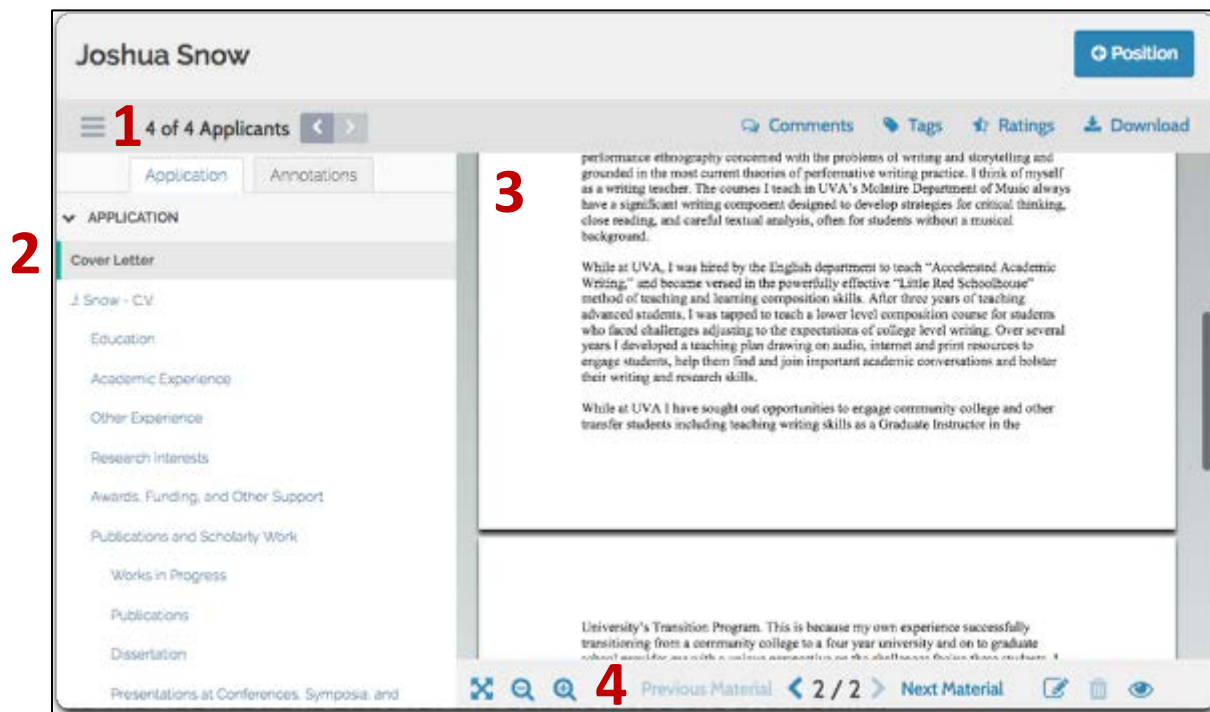 Joshua Snow
Position
1
4 of 4 Applicants
Comments
Tags
Ratings
Download
Application
Annotations
APPLICATION
2
Cover Letter
J. Snow - C.V.
Education
Academic Experience
Other Experience
Research Interests
Awards, Funding, and Other Support
Publications and Scholarly Work
Works in Progress
Publications
Dissertation
Presentations at Conferences, Symposia, and
3
performance ethnography concerned with the problems of writing and storytelling and
grounded in the most current theories of performative writing practice. I think of myself
as a writing teacher. The courses I teach in UVA's McIntire Department of Music always
have a significant writing component designed to develop strategies for critical thinking,
close reading, and careful textual analysis, often for students without a musical
background.
While at UVA, I was hired by the English department to teach “Accelerated Academic
Writing,” and became versed in the powerfully effective “Little Red Schoolhouse”
method of teaching and learning composition skills. After three years of teaching
advanced students, I was tapped to teach a lower level composition course for students
who faced challenges adjusting to the expectations of college level writing. Over several
years I developed a teaching plan drawing on audio, internet and print resources to
engage students, help them find and join important academic conversations and bolster
their writing and research skills.
While at UVA I have sought out opportunities to engage community college and other
transfer students including teaching writing skills as a Graduate Instructor in the
University's Transition Program. This is because my own experience successfully
transitioning from a community college to a four year university and on to graduate
school provides me with a unique perspective on the challenges facing these students. I
4
Previous Material
2 / 2
Next Material